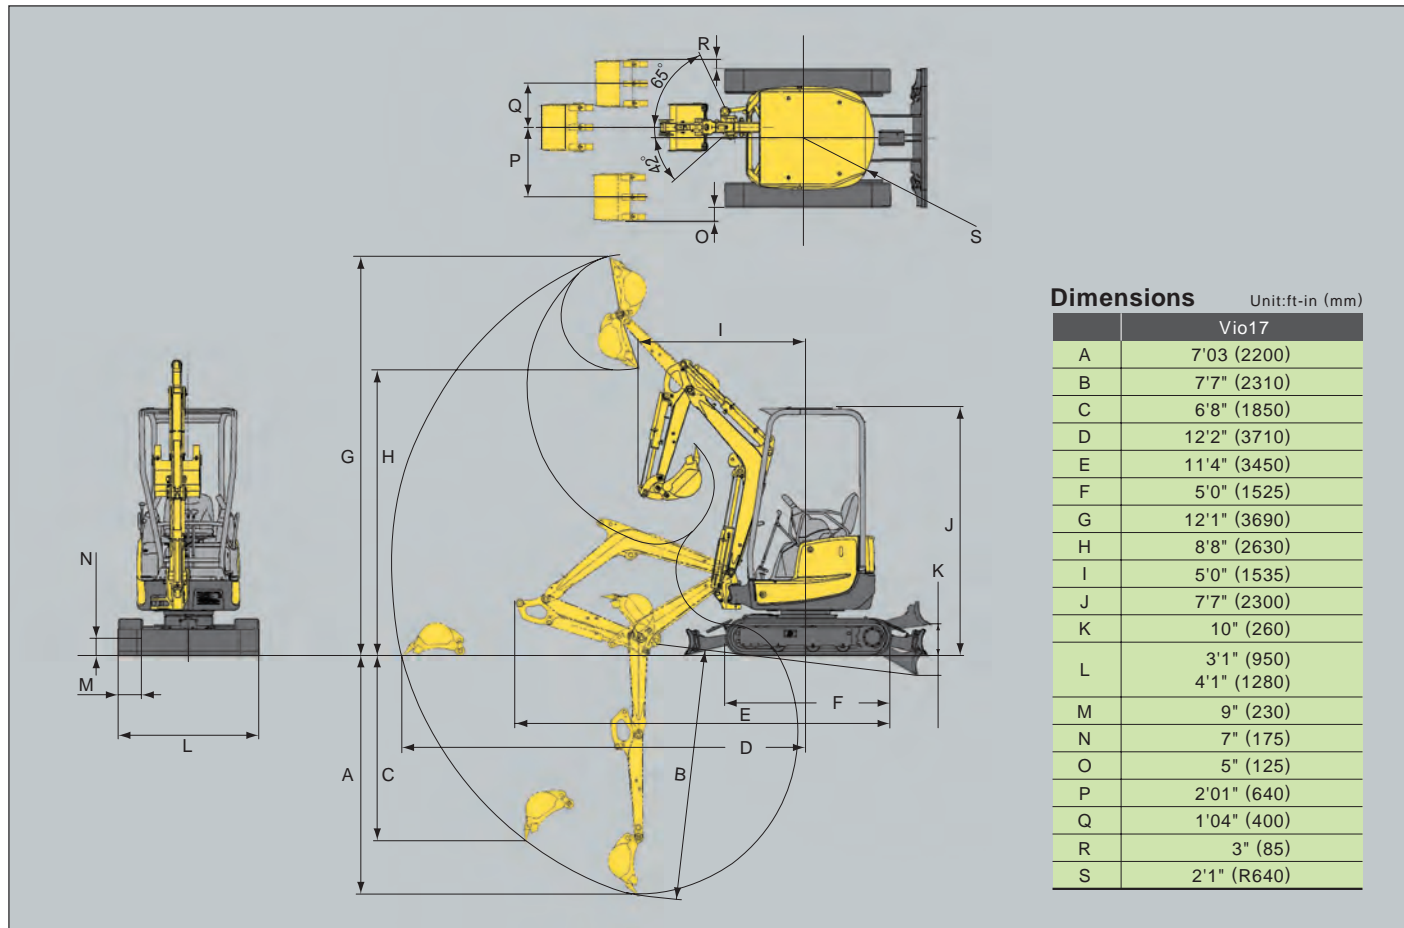 R
65°
Q
P
42°
O
S
I
G
H
J
N
K
M
F
E
L
D
A
C
B
Dimensions Unit:ft-in (mm)
Vio17
A 7'03 (2200)
B 7'7" (2310)
C 6'8" (1850)
D 12'2" (3710)
E 11'4" (3450)
F 5'0" (1525)
G 12'1" (3690)
H 8'8" (2630)
I 5'0" (1535)
J 7'7" (2300)
K 10" (260)
L 3'1" (950)
4'1" (1280)
M 9" (230)
N 7" (175)
O 5" (125)
P 2'01" (640)
Q 1'04" (400)
R 3" (85)
S 2'1" (R640)